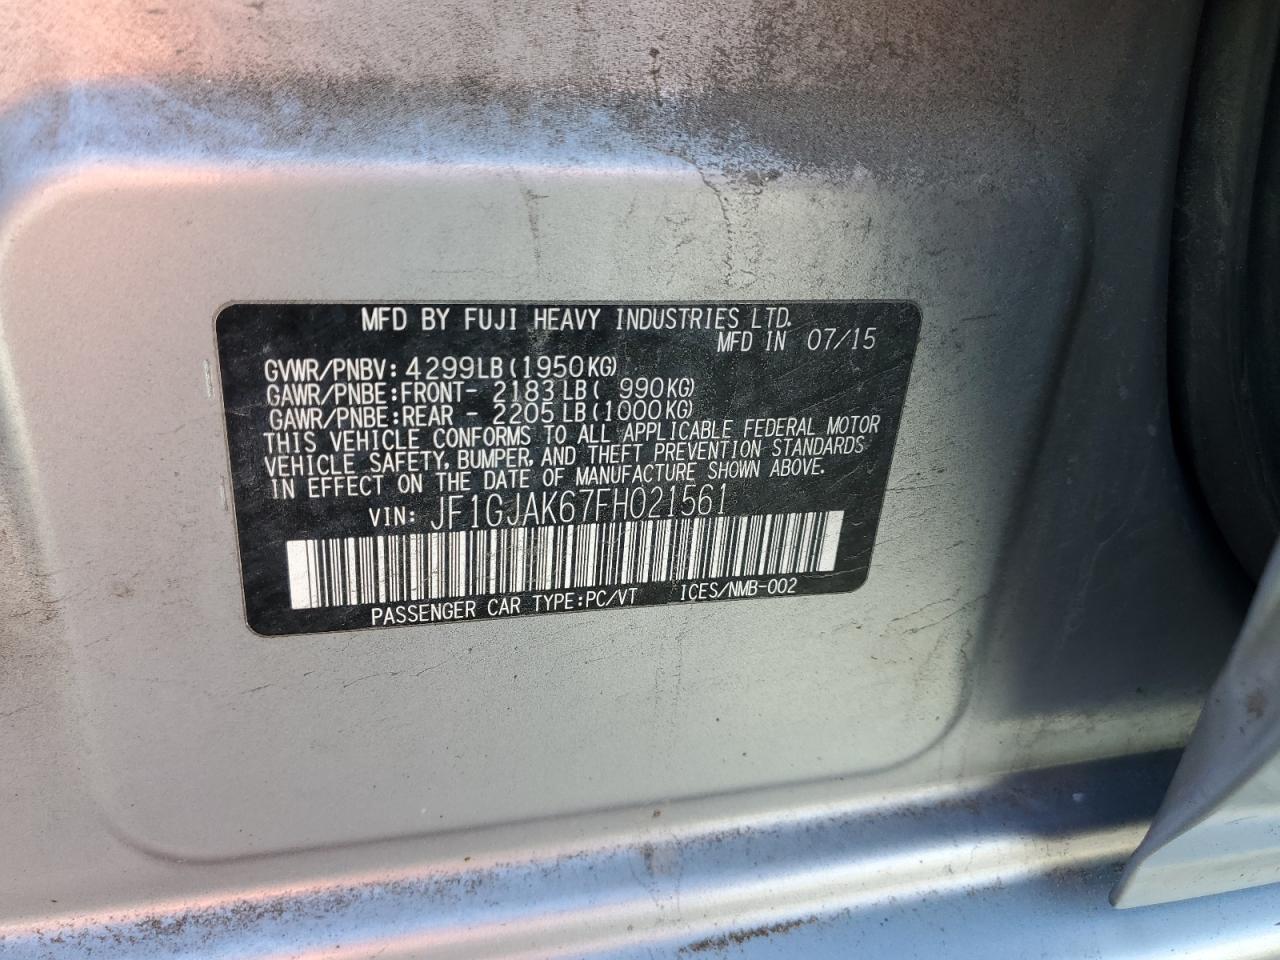 MFD BY FUJI HEAVY INDUSTRIES LTD.
MFD IN 07/15
GVWR/PNBV: 4299LB(1950KG)
GAWR/PNBE:FRONT- 2183LB( 990KG)
GAWR/PNBE:REAR - 2205LB(1000KG)
THIS VEHICLE CONFORMS TO ALL APPLICABLE FEDERAL MOTOR
VEHICLE SAFETY, BUMPER, AND THEFT PREVENTION STANDARDS
IN EFFECT ON THE DATE OF MANUFACTURE SHOWN ABOVE.
VIN: JF1GJAK67FH021561
PASSENGER CAR TYPE:PC/VT ICES/NMB-002